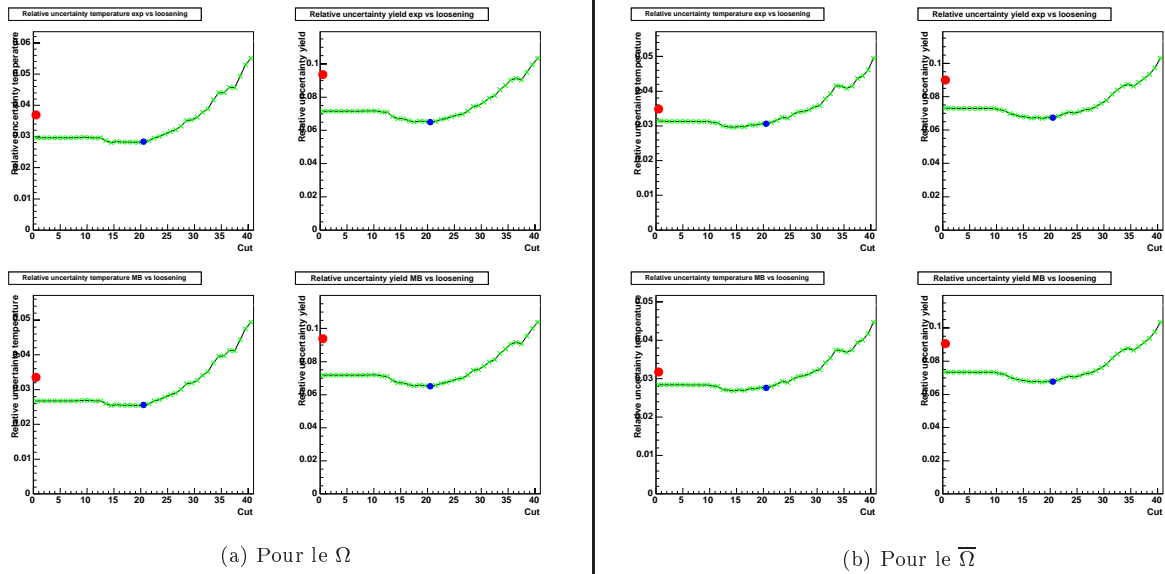 Relative uncertainty temperature exp vs loosening
Relative uncertainty temperature
0.06
0.05
0.04
0.03
0.02
0.01
0
0 5 10 15 20 25 30 35 40
Cut
Relative uncertainty yield exp vs loosening
Relative uncertainty yield
0.1
0.08
0.06
0.04
0.02
0
0 5 10 15 20 25 30 35 40
Cut
Relative uncertainty temperature MB vs loosening
Relative uncertainty temperature
0.05
0.04
0.03
0.02
0.01
0
0 5 10 15 20 25 30 35 40
Cut
Relative uncertainty yield MB vs loosening
Relative uncertainty yield
0.1
0.08
0.06
0.04
0.02
0
0 5 10 15 20 25 30 35 40
Cut
(a) Pour le Ω
Relative uncertainty temperature exp vs loosening
Relative uncertainty temperature
0.05
0.04
0.03
0.02
0.01
0
0 5 10 15 20 25 30 35 40
Cut
Relative uncertainty yield exp vs loosening
Relative uncertainty yield
0.1
0.08
0.06
0.04
0.02
0
0 5 10 15 20 25 30 35 40
Cut
Relative uncertainty temperature MB vs loosening
Relative uncertainty temperature
0.05
0.04
0.03
0.02
0.01
0
0 5 10 15 20 25 30 35 40
Cut
Relative uncertainty yield MB vs loosening
Relative uncertainty yield
0.1
0.08
0.06
0.04
0.02
0
0 5 10 15 20 25 30 35 40
Cut
(b) Pour le Ω̅